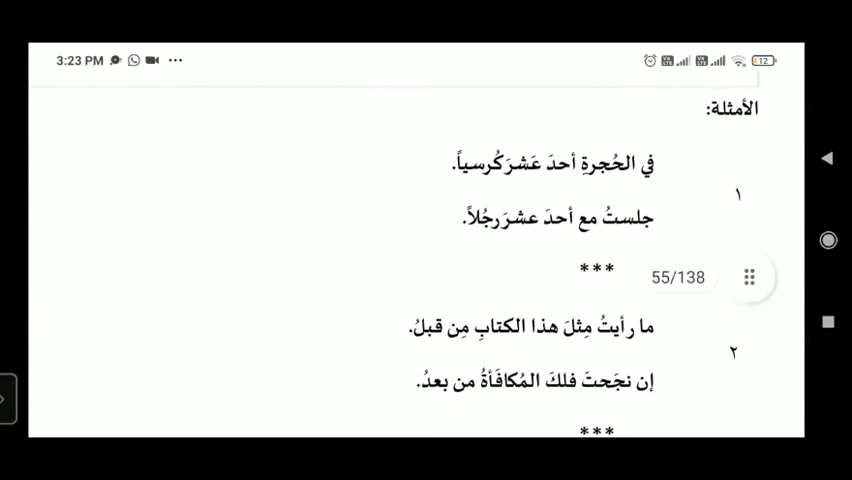 3:23 PM
12
الأمثلة:
في الحُجرةِ أحدَ عَشرَ كُرسياً.
١
جلستُ مع أحدَ عشرَ رجُلاً.
***
55/138
ما رأيتُ مِثلَ هذا الكتابِ مِن قبلُ.
٢
إن نجَحتَ فلكَ المُكافَأةُ من بعدُ.
***